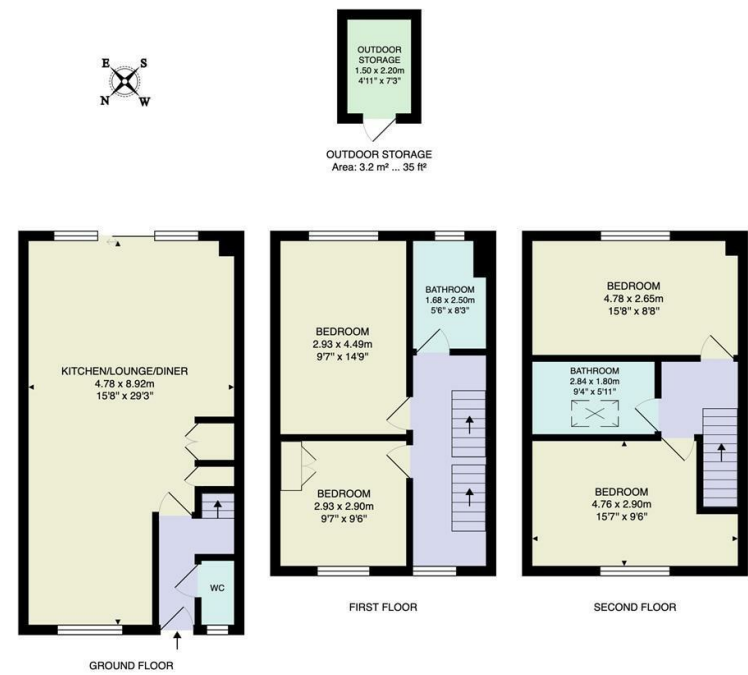 E S
N W
OUTDOOR
STORAGE
1.50 x 2.20m
4'11" x 7'3"
OUTDOOR STORAGE
Area: 3.2 m² ... 35 ft²
KITCHEN/LOUNGE/DINER
4.78 x 8.92m
15'8" x 29'3"
WC
GROUND FLOOR
BEDROOM
2.93 x 4.49m
9'7" x 14'9"
BATHROOM
1.68 x 2.50m
5'6" x 8'3"
BEDROOM
2.93 x 2.90m
9'7" x 9'6"
FIRST FLOOR
BEDROOM
4.78 x 2.65m
15'8" x 8'8"
BATHROOM
2.84 x 1.80m
9'4" x 5'11"
BEDROOM
4.76 x 2.90m
15'7" x 9'6"
SECOND FLOOR